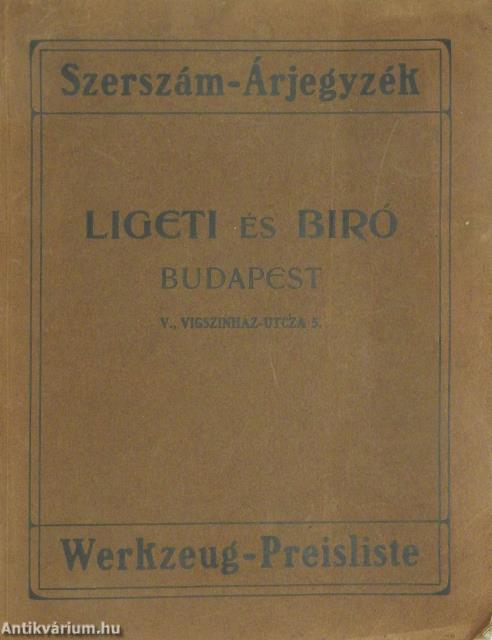 Szerszám-Árjegyzék
LIGETI és BIRÓ
BUDAPEST
V., VIGSZINHAZ-UTCZA 5.
Werkzeug-Preisliste
Antikvárium.hu